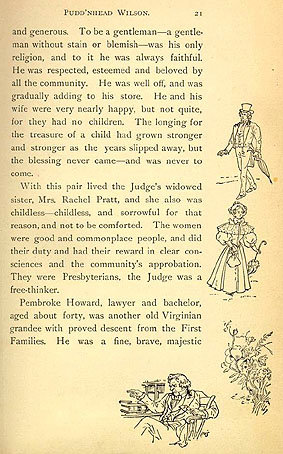 PUDD'NHEAD WILSON. 21
and generous. To be a gentleman—a gentle-
man without stain or blemish—was his only
religion, and to it he was always faithful.
He was respected, esteemed and beloved by
all the community. He was well off, and was
gradually adding to his store. He and his
wife were very nearly happy, but not quite,
for they had no children. The longing for
the treasure of a child had grown stronger
and stronger as the years slipped away, but
the blessing never came—and was never to
come.
With this pair lived the Judge's widowed
sister, Mrs. Rachel Pratt, and she also was
childless—childless, and sorrowful for that
reason, and not to be comforted. The women
were good and commonplace people, and did
their duty and had their reward in clear con-
sciences and the community's approbation.
They were Presbyterians, the Judge was a
free-thinker.
Pembroke Howard, lawyer and bachelor,
aged about forty, was another old Virginian
grandee with proved descent from the First
Families. He was a fine, brave, majestic